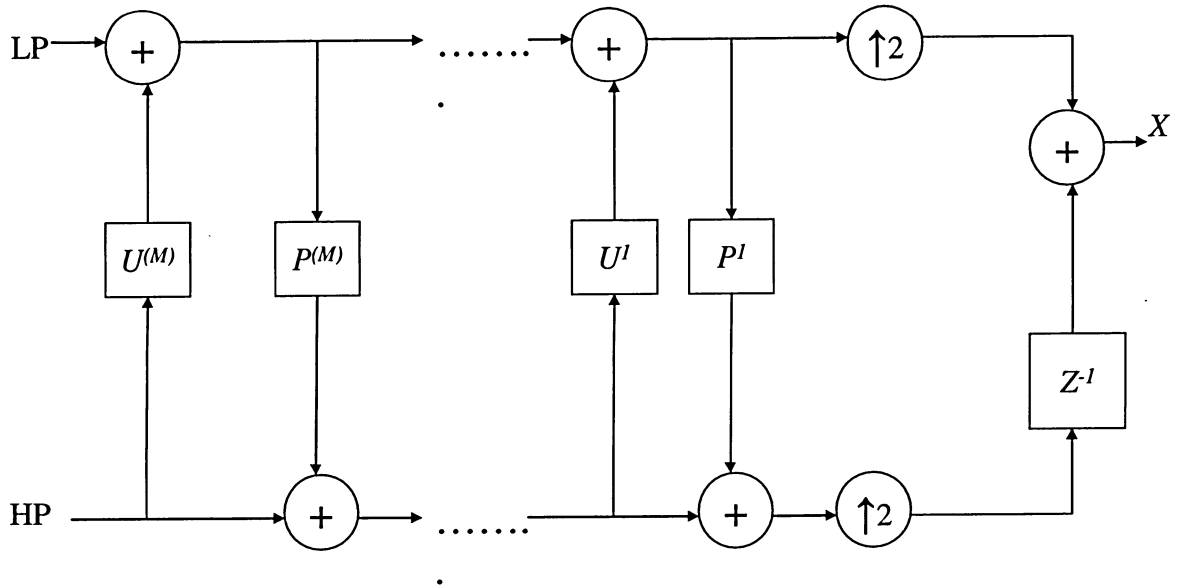 LP + ....... + ↑2
.
+ X
U(M) P(M) U1 P1
Z-1
HP + ....... + ↑2
.